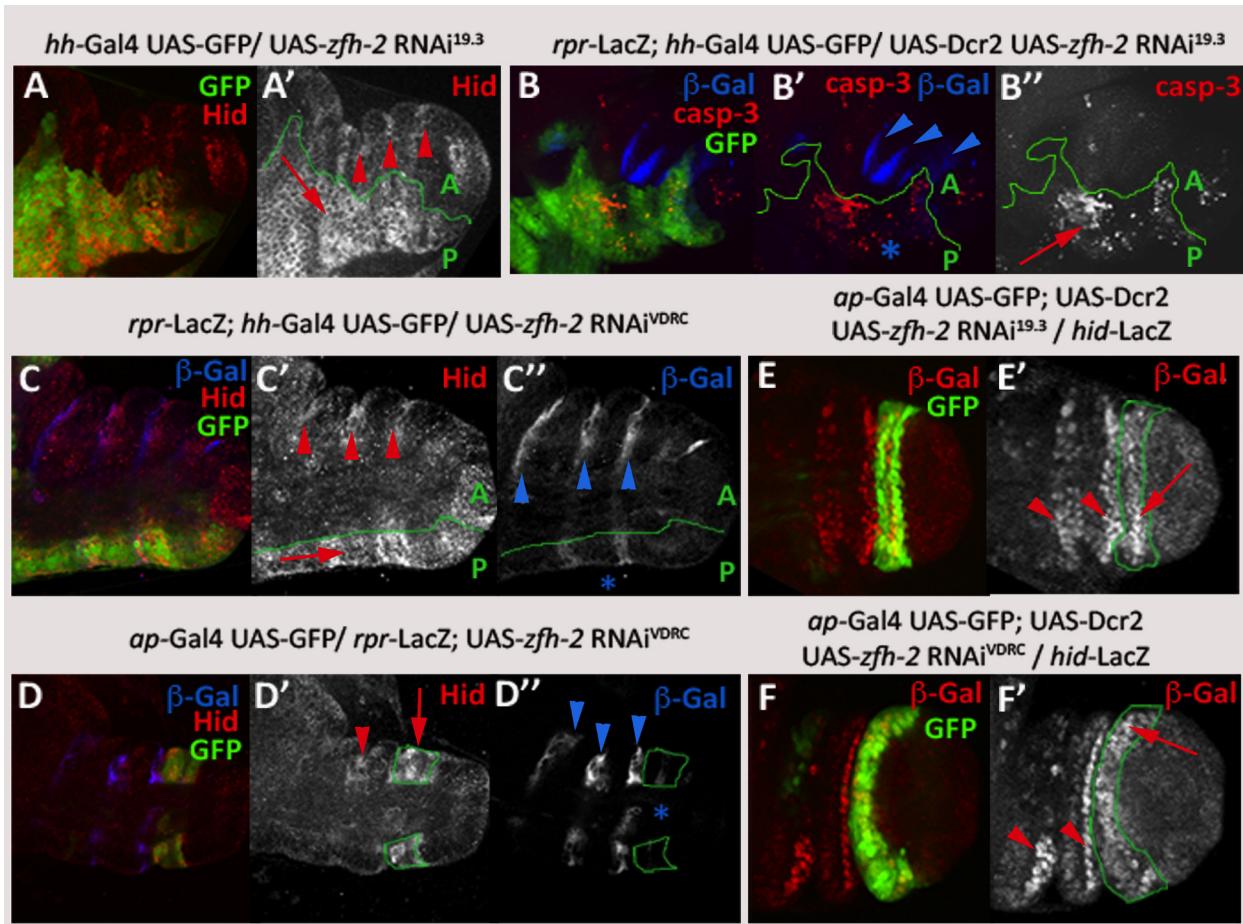 hh-Gal4 UAS-GFP/ UAS-zfh-2 RNAi19.3
rpr-LacZ; hh-Gal4 UAS-GFP/ UAS-Dcr2 UAS-zfh-2 RNAi19.3
A
GFP
Hid
A'
Hid
A
P
B
β-Gal
casp-3
GFP
B'
casp-3
β-Gal
A
P
*
B''
casp-3
A
P
rpr-LacZ; hh-Gal4 UAS-GFP/ UAS-zfh-2 RNAiVDRC
ap-Gal4 UAS-GFP; UAS-Dcr2
UAS-zfh-2 RNAi19.3 / hid-LacZ
C
β-Gal
Hid
GFP
C'
Hid
A
P
C''
β-Gal
A
P
*
E
β-Gal
GFP
E'
β-Gal
ap-Gal4 UAS-GFP/ rpr-LacZ; UAS-zfh-2 RNAiVDRC
ap-Gal4 UAS-GFP; UAS-Dcr2
UAS-zfh-2 RNAiVDRC / hid-LacZ
D
β-Gal
Hid
GFP
D'
Hid
D''
β-Gal
*
F
β-Gal
GFP
F'
β-Gal